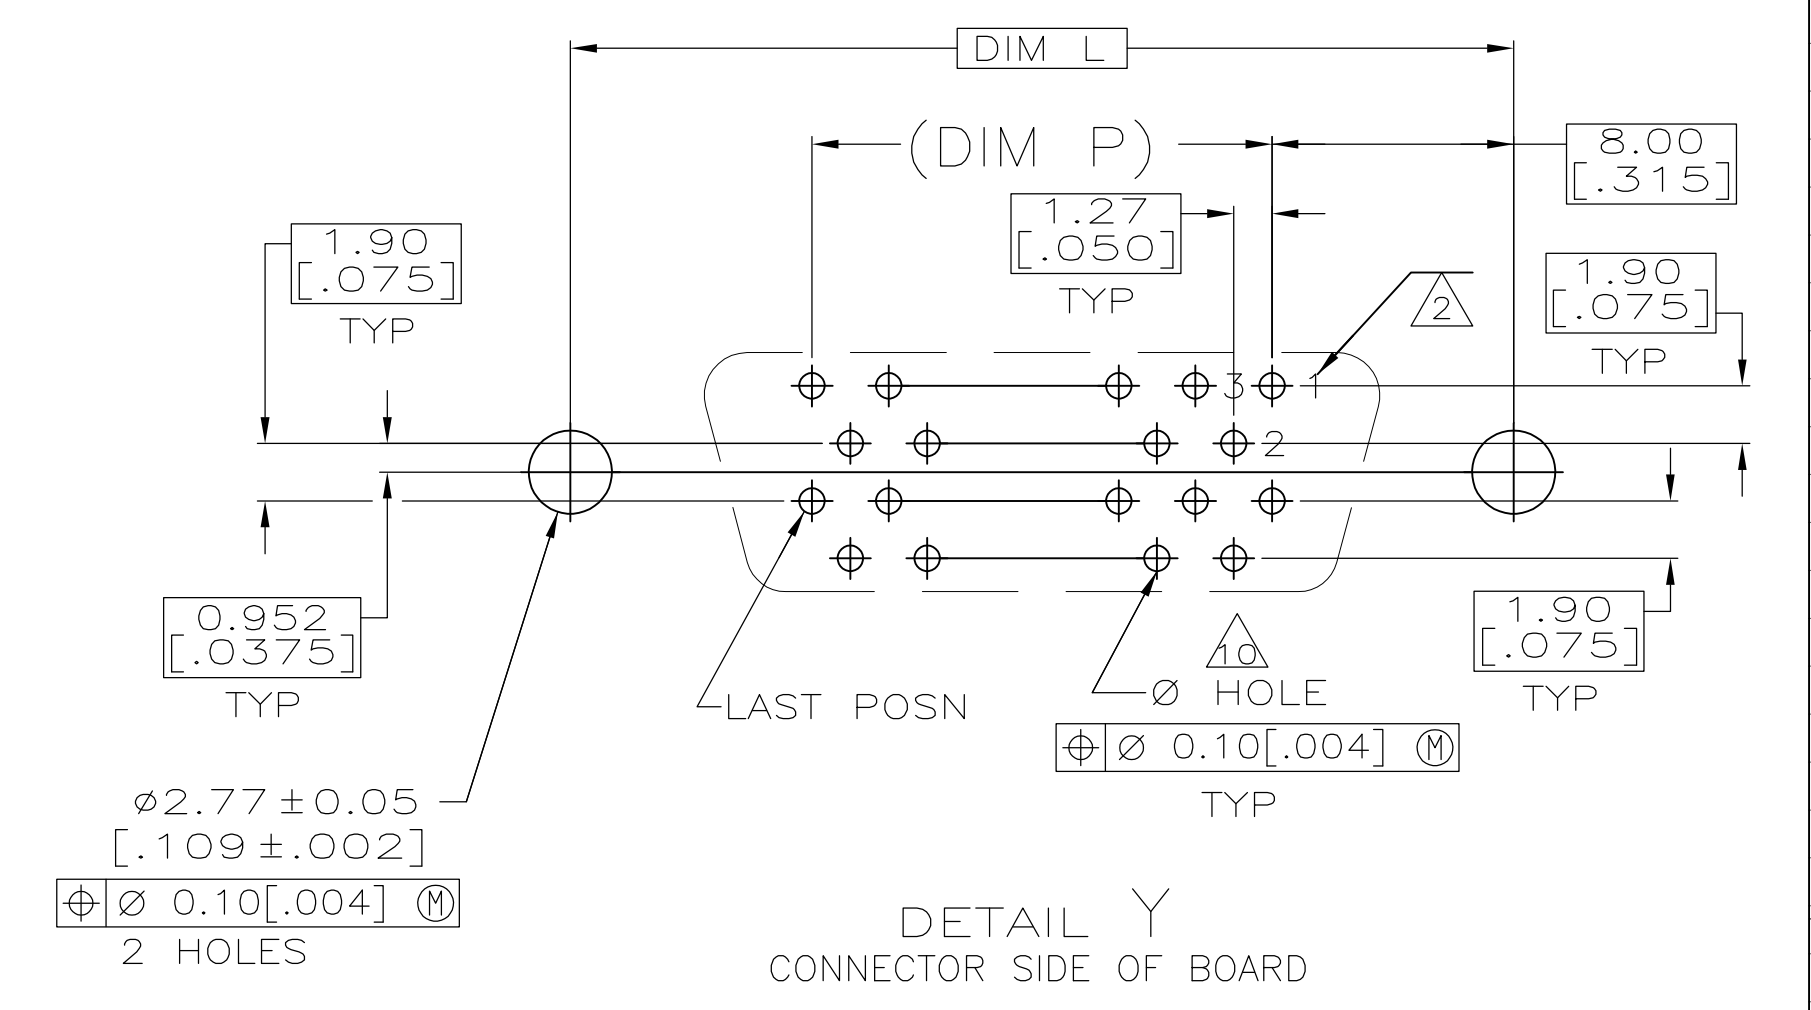 DIM L
(DIM P)
8.00
[.315]
1.27
[.050]
TYP
1.90
[.075]
TYP
1.90
[.075]
TYP
2
3
1
2
0.952
[.0375]
TYP
1.90
[.075]
TYP
10
LAST POSN
Ø HOLE
⌖ Ø 0.10[.004] Ⓜ
TYP
Ø2.77±0.05
[.109±.002]
⌖ Ø 0.10[.004] Ⓜ
2 HOLES
DETAIL Y
CONNECTOR SIDE OF BOARD